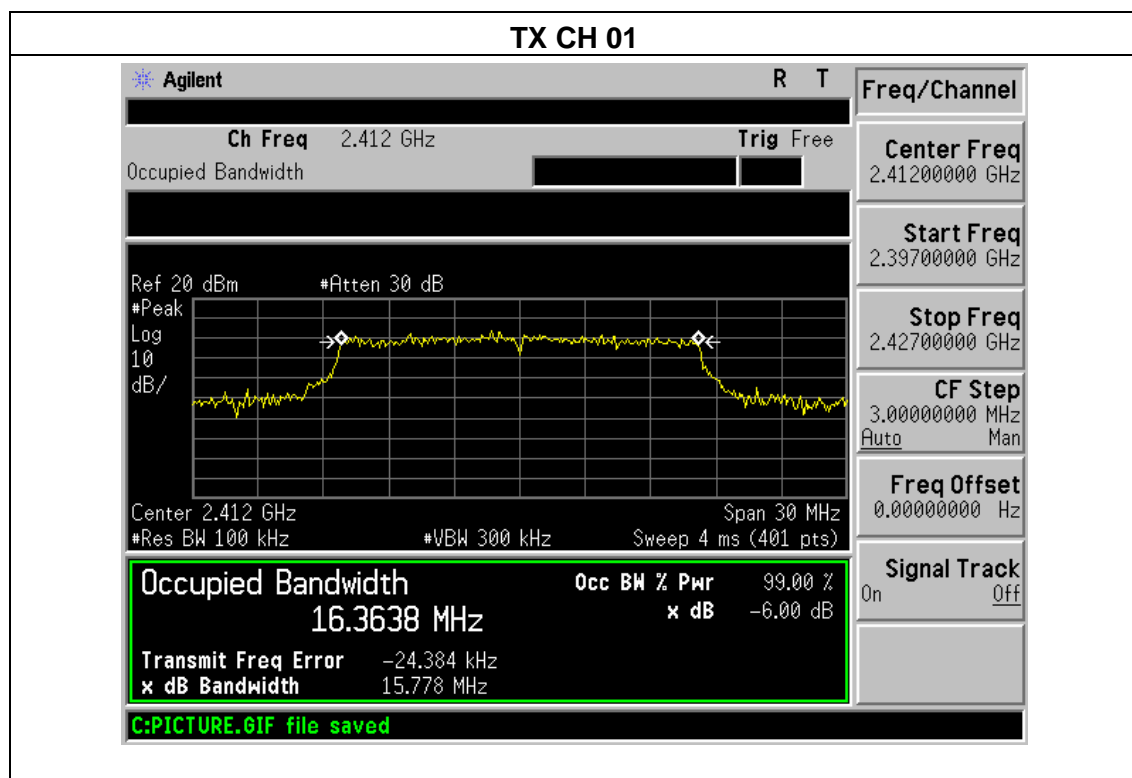 TX CH 01
Agilent R T
Freq/Channel
Ch Freq 2.412 GHz Trig Free
Occupied Bandwidth
Center Freq
2.41200000 GHz
Start Freq
2.39700000 GHz
Stop Freq
2.42700000 GHz
CF Step
3.00000000 MHz
Auto Man
Freq Offset
0.00000000 Hz
Signal Track
On Off
Ref 20 dBm #Atten 30 dB
#Peak
Log
10
dB/
Center 2.412 GHz Span 30 MHz
#Res BW 100 kHz #VBW 300 kHz Sweep 4 ms (401 pts)
Occupied Bandwidth Occ BW % Pwr 99.00 %
16.3638 MHz x dB -6.00 dB
Transmit Freq Error -24.384 kHz
x dB Bandwidth 15.778 MHz
C:PICTURE.GIF file saved